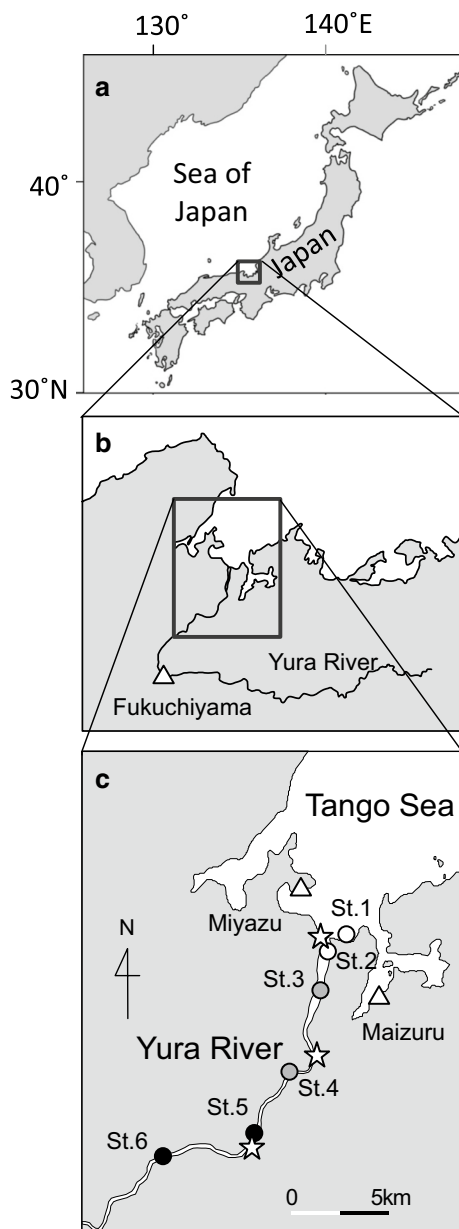 130˚ 140˚E
a
40˚
Sea of
Japan
Japan
30˚N
b
Yura River
Fukuchiyama
c
Tango Sea
Miyazu
St.1
St.2
N
St.3
Maizuru
Yura River
St.4
St.5
St.6
0 5km